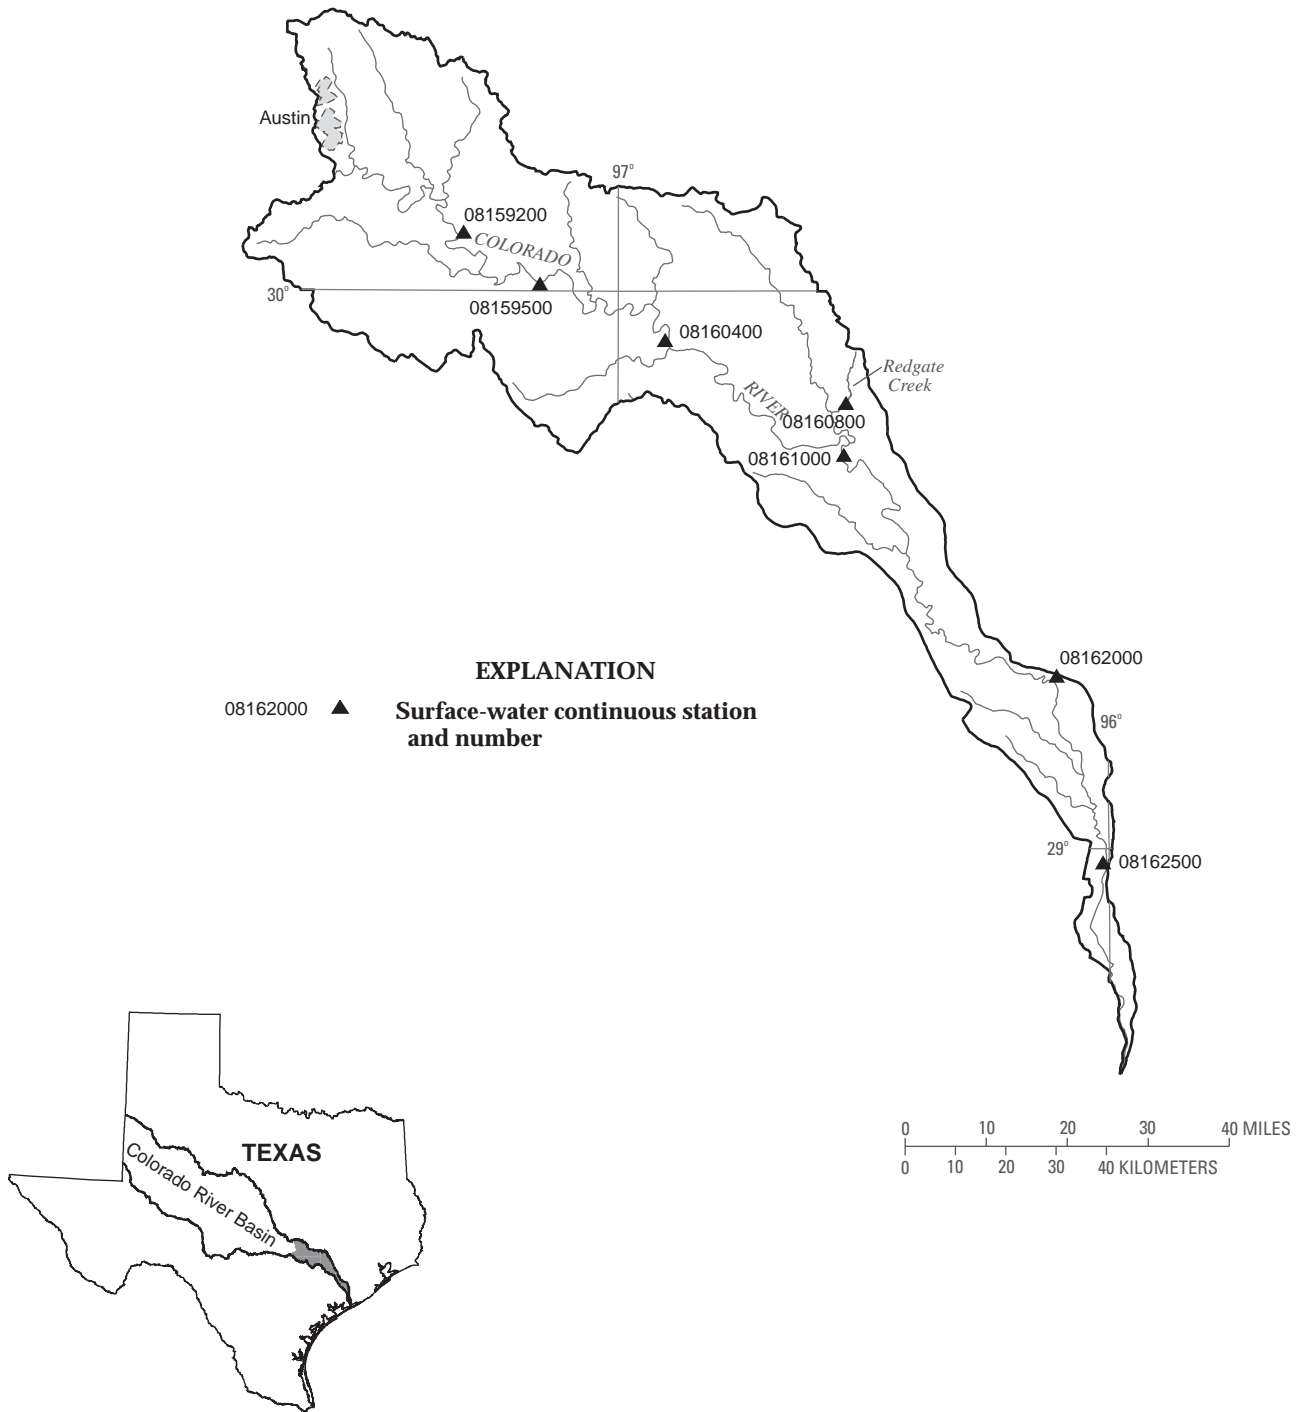 Austin
97°
08159200
COLORADO
30°
08159500
08160400
Redgate
Creek
RIVER
08160800
08161000
08162000
96°
EXPLANATION
08162000 Surface-water continuous station
and number
29°
08162500
0 10 20 30 40 MILES
0 10 20 30 40 KILOMETERS
TEXAS
Colorado River Basin